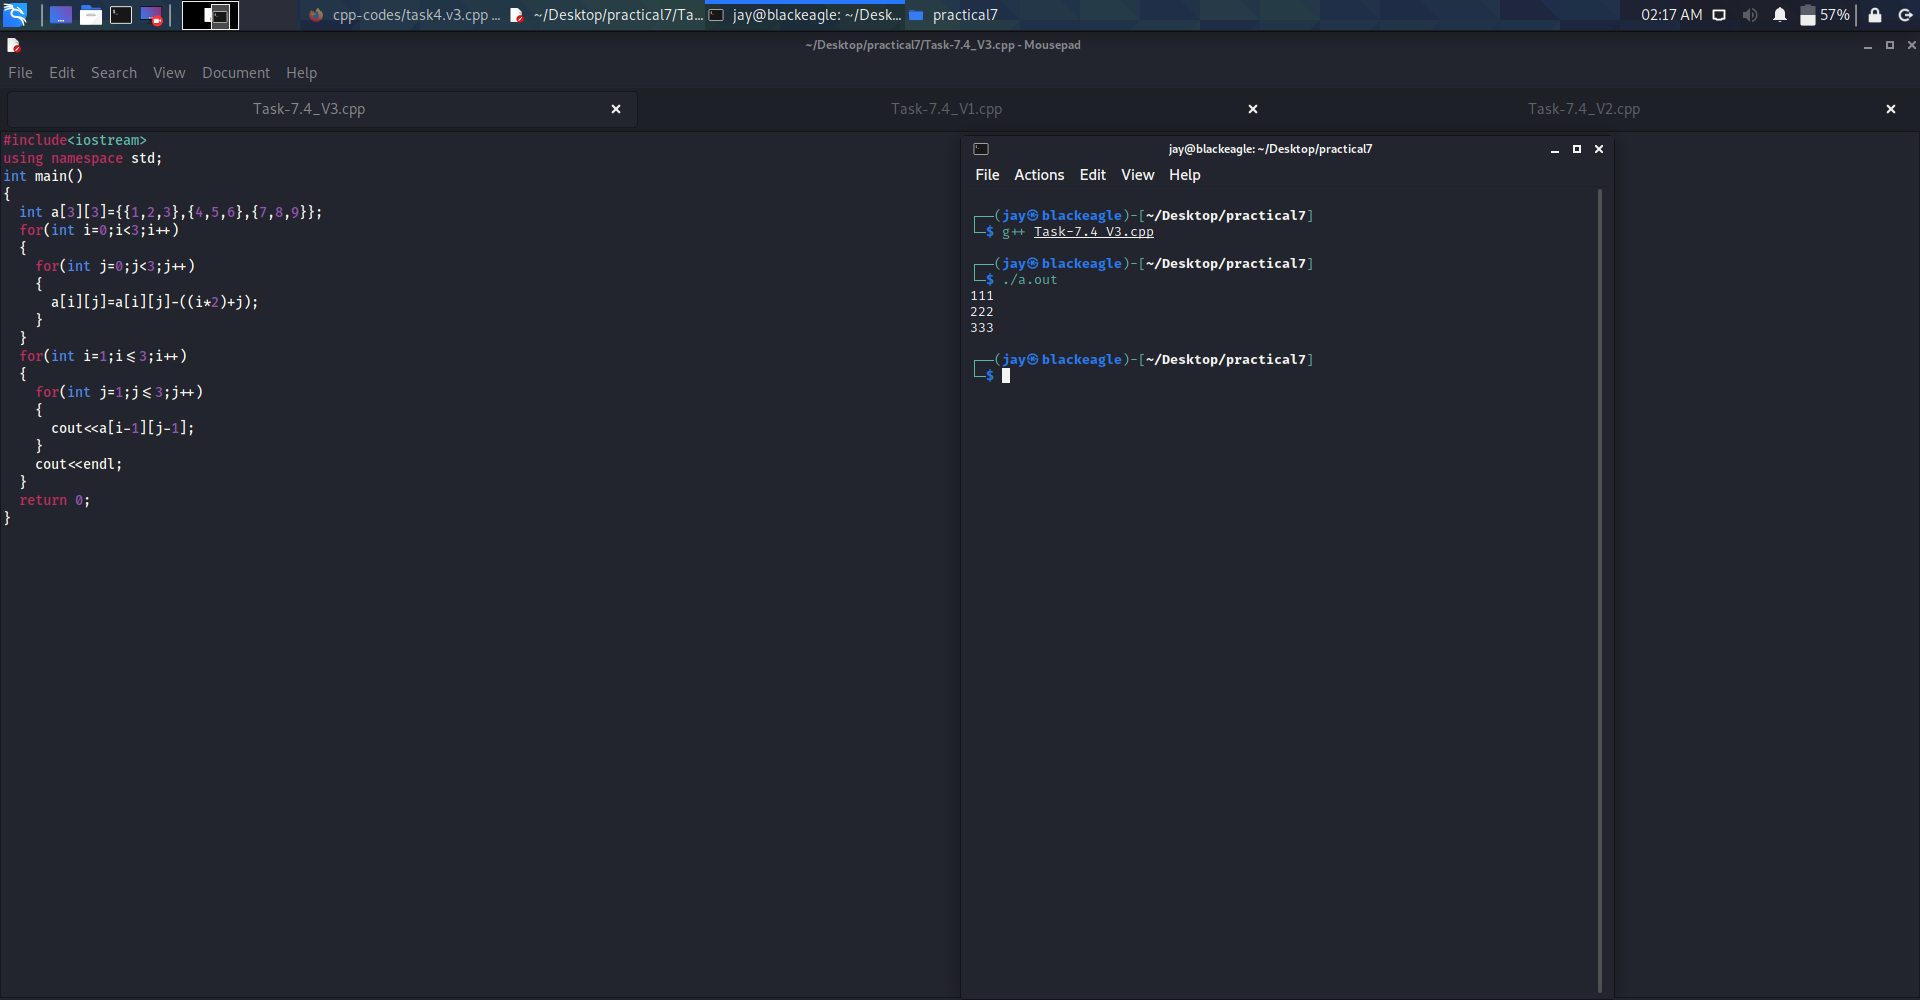 cpp-codes/task4.v3.cpp ...
~/Desktop/practical7/Ta...
jay@blackeagle: ~/Desk...
practical7
02:17 AM
57%
~/Desktop/practical7/Task-7.4_V3.cpp - Mousepad
File Edit Search View Document Help
Task-7.4_V3.cpp
Task-7.4_V1.cpp
Task-7.4_V2.cpp
#include<iostream>
using namespace std;
int main()
{
  int a[3][3]={{1,2,3},{4,5,6},{7,8,9}};
  for(int i=0;i<3;i++)
  {
    for(int j=0;j<3;j++)
    {
      a[i][j]=a[i][j]-((i*2)+j);
    }
  }
  for(int i=1;i<=3;i++)
  {
    for(int j=1;j<=3;j++)
    {
      cout<<a[i-1][j-1];
    }
    cout<<endl;
  }
  return 0;
}
jay@blackeagle: ~/Desktop/practical7
File Actions Edit View Help
┌──(jay㉿blackeagle)-[~/Desktop/practical7]
└─$ g++ Task-7.4_V3.cpp
┌──(jay㉿blackeagle)-[~/Desktop/practical7]
└─$ ./a.out
111
222
333
┌──(jay㉿blackeagle)-[~/Desktop/practical7]
└─$